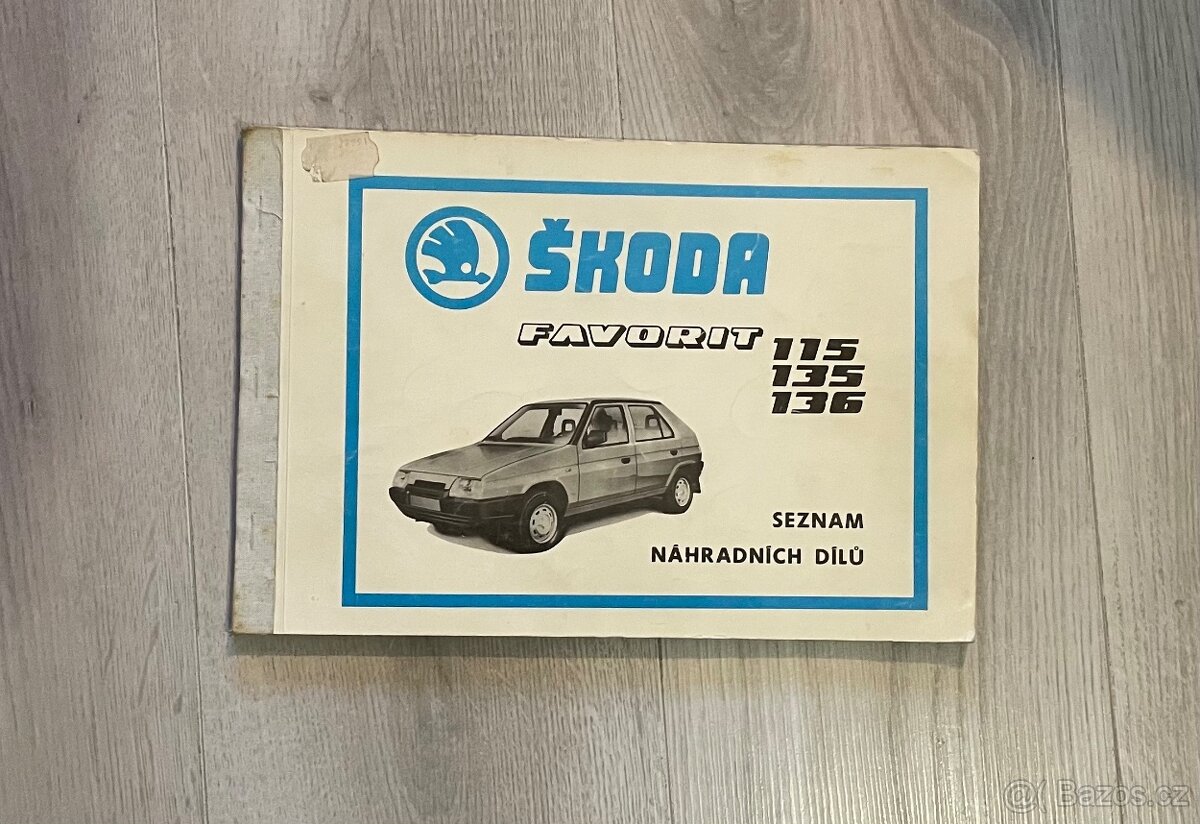 ŠKODA
FAVORIT 115
135
136
SEZNAM
NÁHRADNÍCH DÍLŮ
Bazos.cz